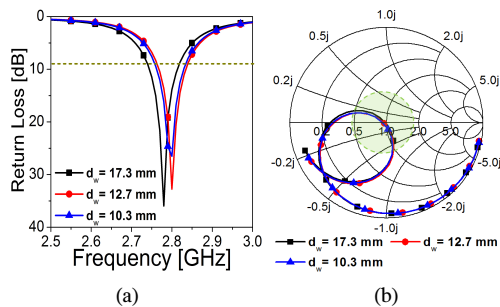 (a)
Return Loss [dB]
0
10
20
30
40
d_w = 17.3 mm
d_w = 12.7 mm
d_w = 10.3 mm
2.5 2.6 2.7 2.8 2.9 3.0
Frequency [GHz]
(a)
(b)
1.0j
0.5j 2.0j
0.2j 5.0j
0.0 0.2 0.5 1.0 2.0 5.0
-0.2j -5.0j
-0.5j -2.0j
-1.0j
d_w = 17.3 mm d_w = 12.7 mm
d_w = 10.3 mm
(b)